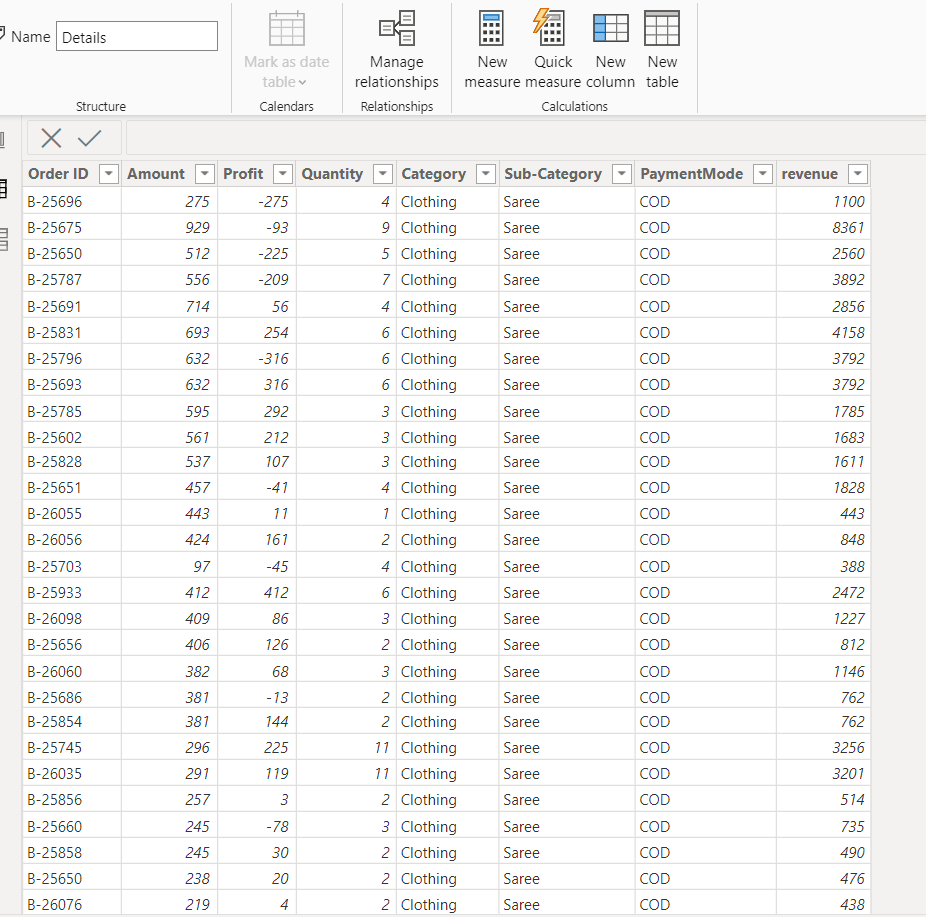 Name Details
Mark as date table
Calendars
Manage relationships
Relationships
New measure
Quick measure
New column
New table
Calculations
Structure
Order ID Amount Profit Quantity Category Sub-Category PaymentMode revenue
B-25696 275 -275 4 Clothing Saree COD 1100
B-25675 929 -93 9 Clothing Saree COD 8361
B-25650 512 -225 5 Clothing Saree COD 2560
B-25787 556 -209 7 Clothing Saree COD 3892
B-25691 714 56 4 Clothing Saree COD 2856
B-25831 693 254 6 Clothing Saree COD 4158
B-25796 632 -316 6 Clothing Saree COD 3792
B-25693 632 316 6 Clothing Saree COD 3792
B-25785 595 292 3 Clothing Saree COD 1785
B-25602 561 212 3 Clothing Saree COD 1683
B-25828 537 107 3 Clothing Saree COD 1611
B-25651 457 -41 4 Clothing Saree COD 1828
B-26055 443 11 1 Clothing Saree COD 443
B-26056 424 161 2 Clothing Saree COD 848
B-25703 97 -45 4 Clothing Saree COD 388
B-25933 412 412 6 Clothing Saree COD 2472
B-26098 409 86 3 Clothing Saree COD 1227
B-25656 406 126 2 Clothing Saree COD 812
B-26060 382 68 3 Clothing Saree COD 1146
B-25686 381 -13 2 Clothing Saree COD 762
B-25854 381 144 2 Clothing Saree COD 762
B-25745 296 225 11 Clothing Saree COD 3256
B-26035 291 119 11 Clothing Saree COD 3201
B-25856 257 3 2 Clothing Saree COD 514
B-25660 245 -78 3 Clothing Saree COD 735
B-25858 245 30 2 Clothing Saree COD 490
B-25650 238 20 2 Clothing Saree COD 476
B-26076 219 4 2 Clothing Saree COD 438